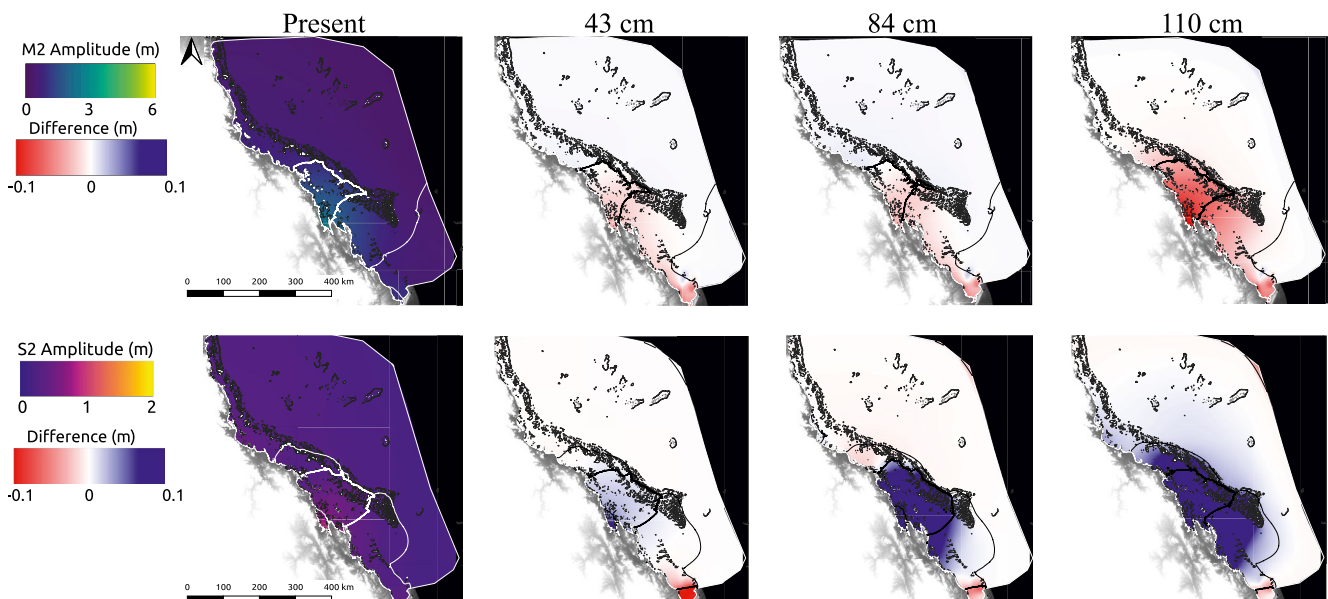 Present 43 cm 84 cm 110 cm
M2 Amplitude (m)
0 3 6
Difference (m)
-0.1 0 0.1
0 100 200 300 400 km
S2 Amplitude (m)
0 1 2
Difference (m)
-0.1 0 0.1
0 100 200 300 400 km